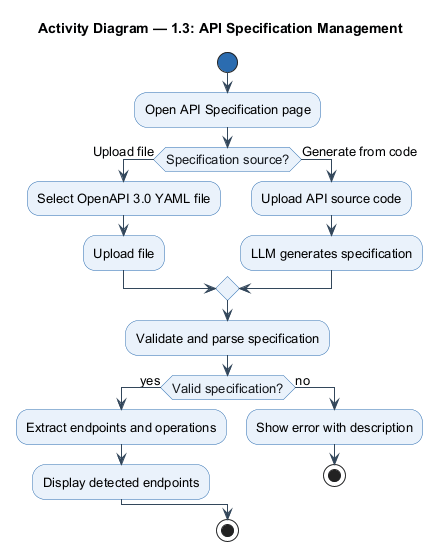 Activity Diagram — 1.3: API Specification Management
Open API Specification page
Upload file
Specification source?
Generate from code
Select OpenAPI 3.0 YAML file
Upload API source code
Upload file
LLM generates specification
Validate and parse specification
yes
Valid specification?
no
Extract endpoints and operations
Show error with description
Display detected endpoints